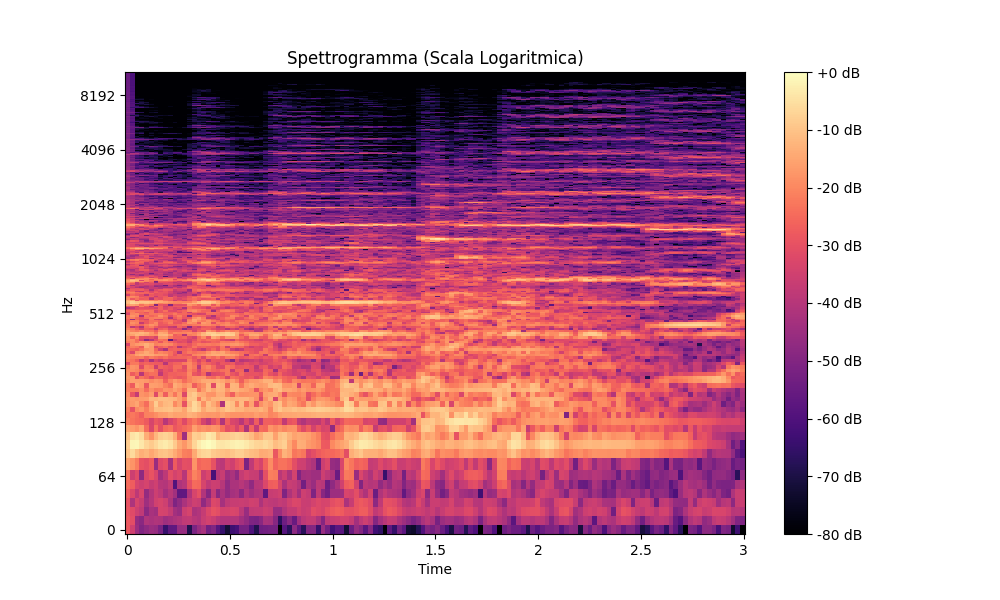 Spettrogramma (Scala Logaritmica)
Hz
8192
4096
2048
1024
512
256
128
64
0
0 0.5 1 1.5 2 2.5 3
Time
+0 dB
-10 dB
-20 dB
-30 dB
-40 dB
-50 dB
-60 dB
-70 dB
-80 dB